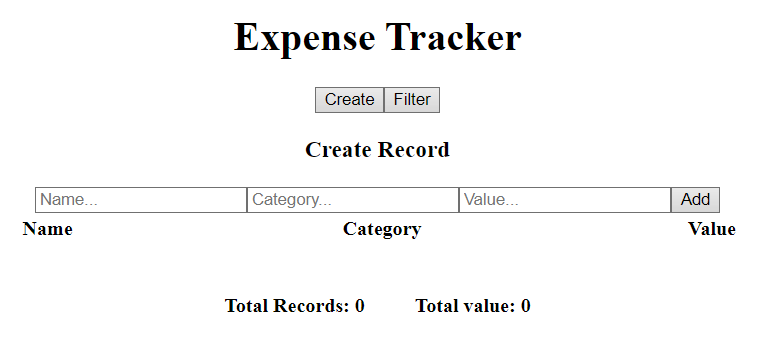 Expense Tracker
Create Filter
Create Record
Name... Category... Value... Add
Name Category Value
Total Records: 0 Total value: 0